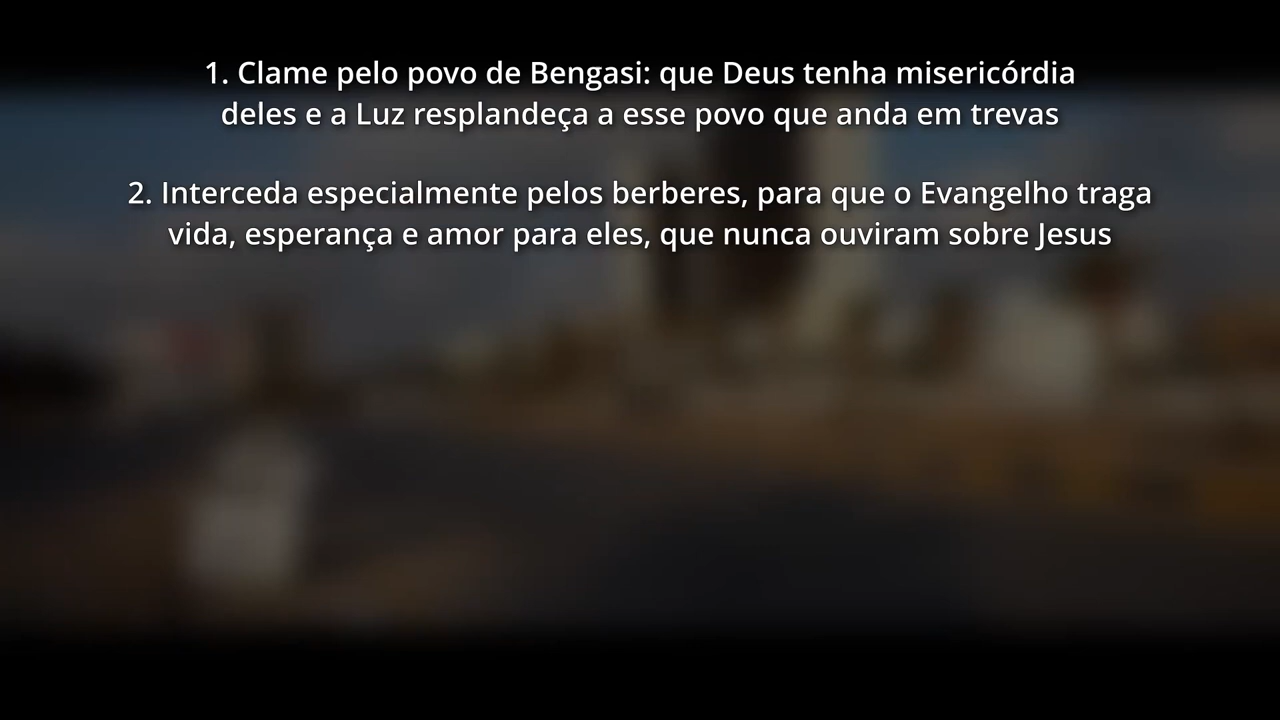 1. Clame pelo povo de Bengasi: que Deus tenha misericórdia
deles e a Luz resplandeça a esse povo que anda em trevas
2. Interceda especialmente pelos berberes, para que o Evangelho traga
vida, esperança e amor para eles, que nunca ouviram sobre Jesus